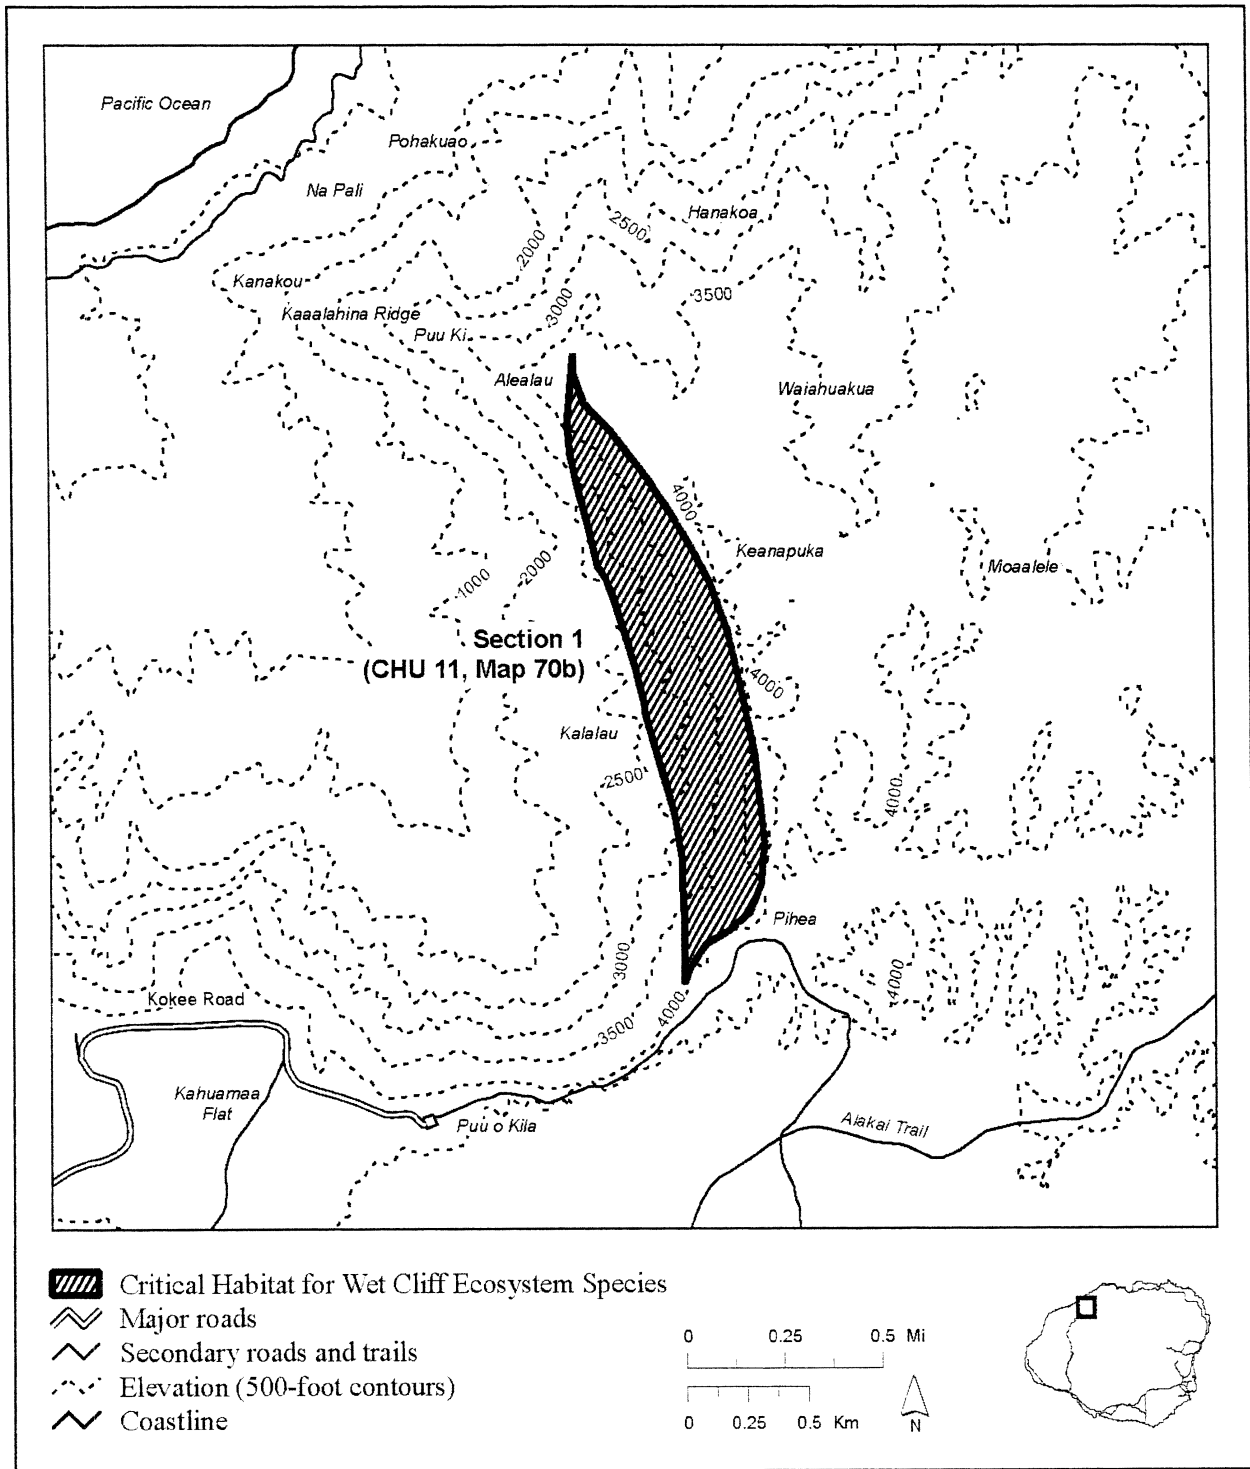 Pacific Ocean
Pohakuao
Na Pali
Hanakoa
2500
2000
Kanakou
3500
3000
Kaaalahina Ridge
Puu Ki
Alealau
Waiahuakua
4000
Keanapuka
Moaalele
2000
1000
Section 1
(CHU 11, Map 70b)
4000
Kalalau
2500
4000
Pihea
3000
4000
Kokee Road
4000
3500
Kahuamaa
Flat
Puu o Kila
Alakai Trail
Critical Habitat for Wet Cliff Ecosystem Species
Major roads
Secondary roads and trails
Elevation (500-foot contours)
Coastline
0 0.25 0.5 Mi
0 0.25 0.5 Km
N